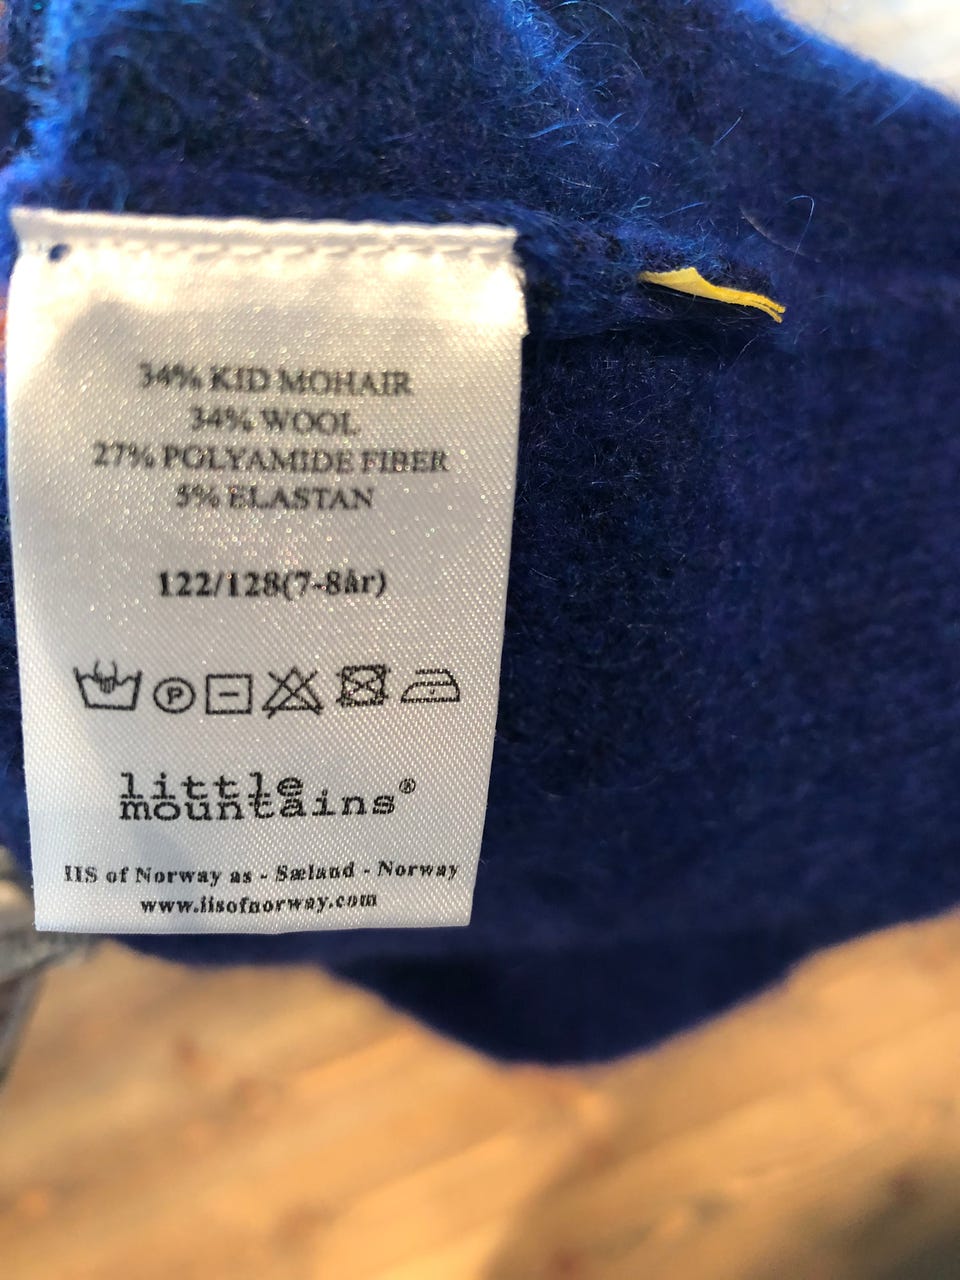 34% KID MOHAIR
34% WOOL
27% POLYAMIDE FIBER
5% ELASTAN
122/128(7-8år)
P
little
mountains®
IIS of Norway as - Sæland - Norway
www.iisofnorway.com